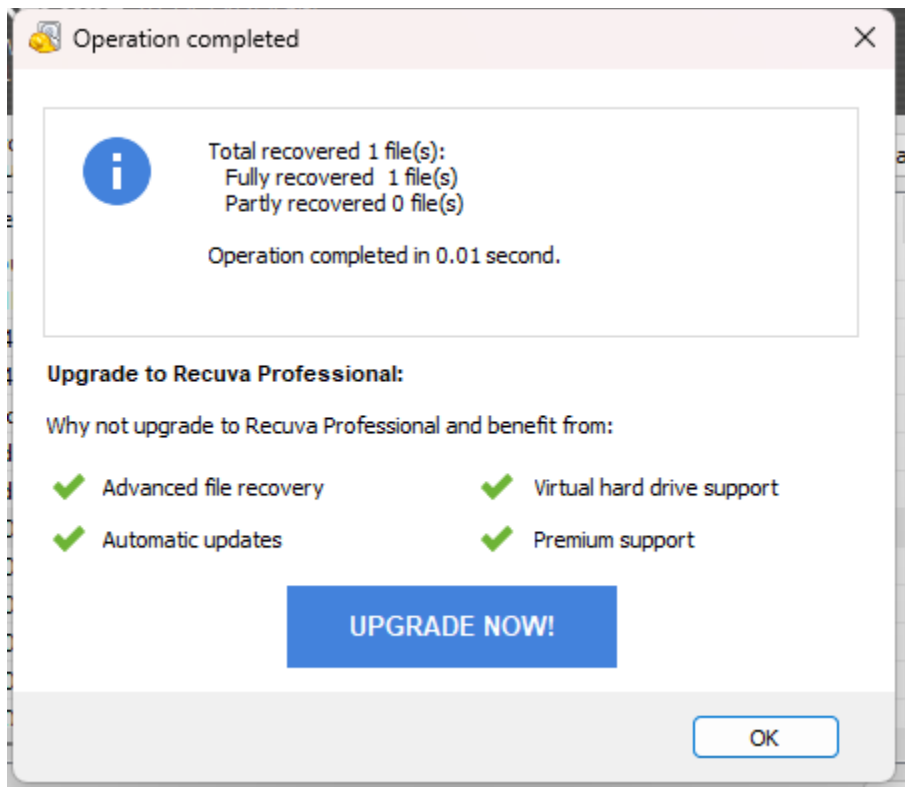 Operation completed
Total recovered 1 file(s):
Fully recovered 1 file(s)
Partly recovered 0 file(s)
Operation completed in 0.01 second.
Upgrade to Recuva Professional:
Why not upgrade to Recuva Professional and benefit from:
Advanced file recovery
Virtual hard drive support
Automatic updates
Premium support
UPGRADE NOW!
OK